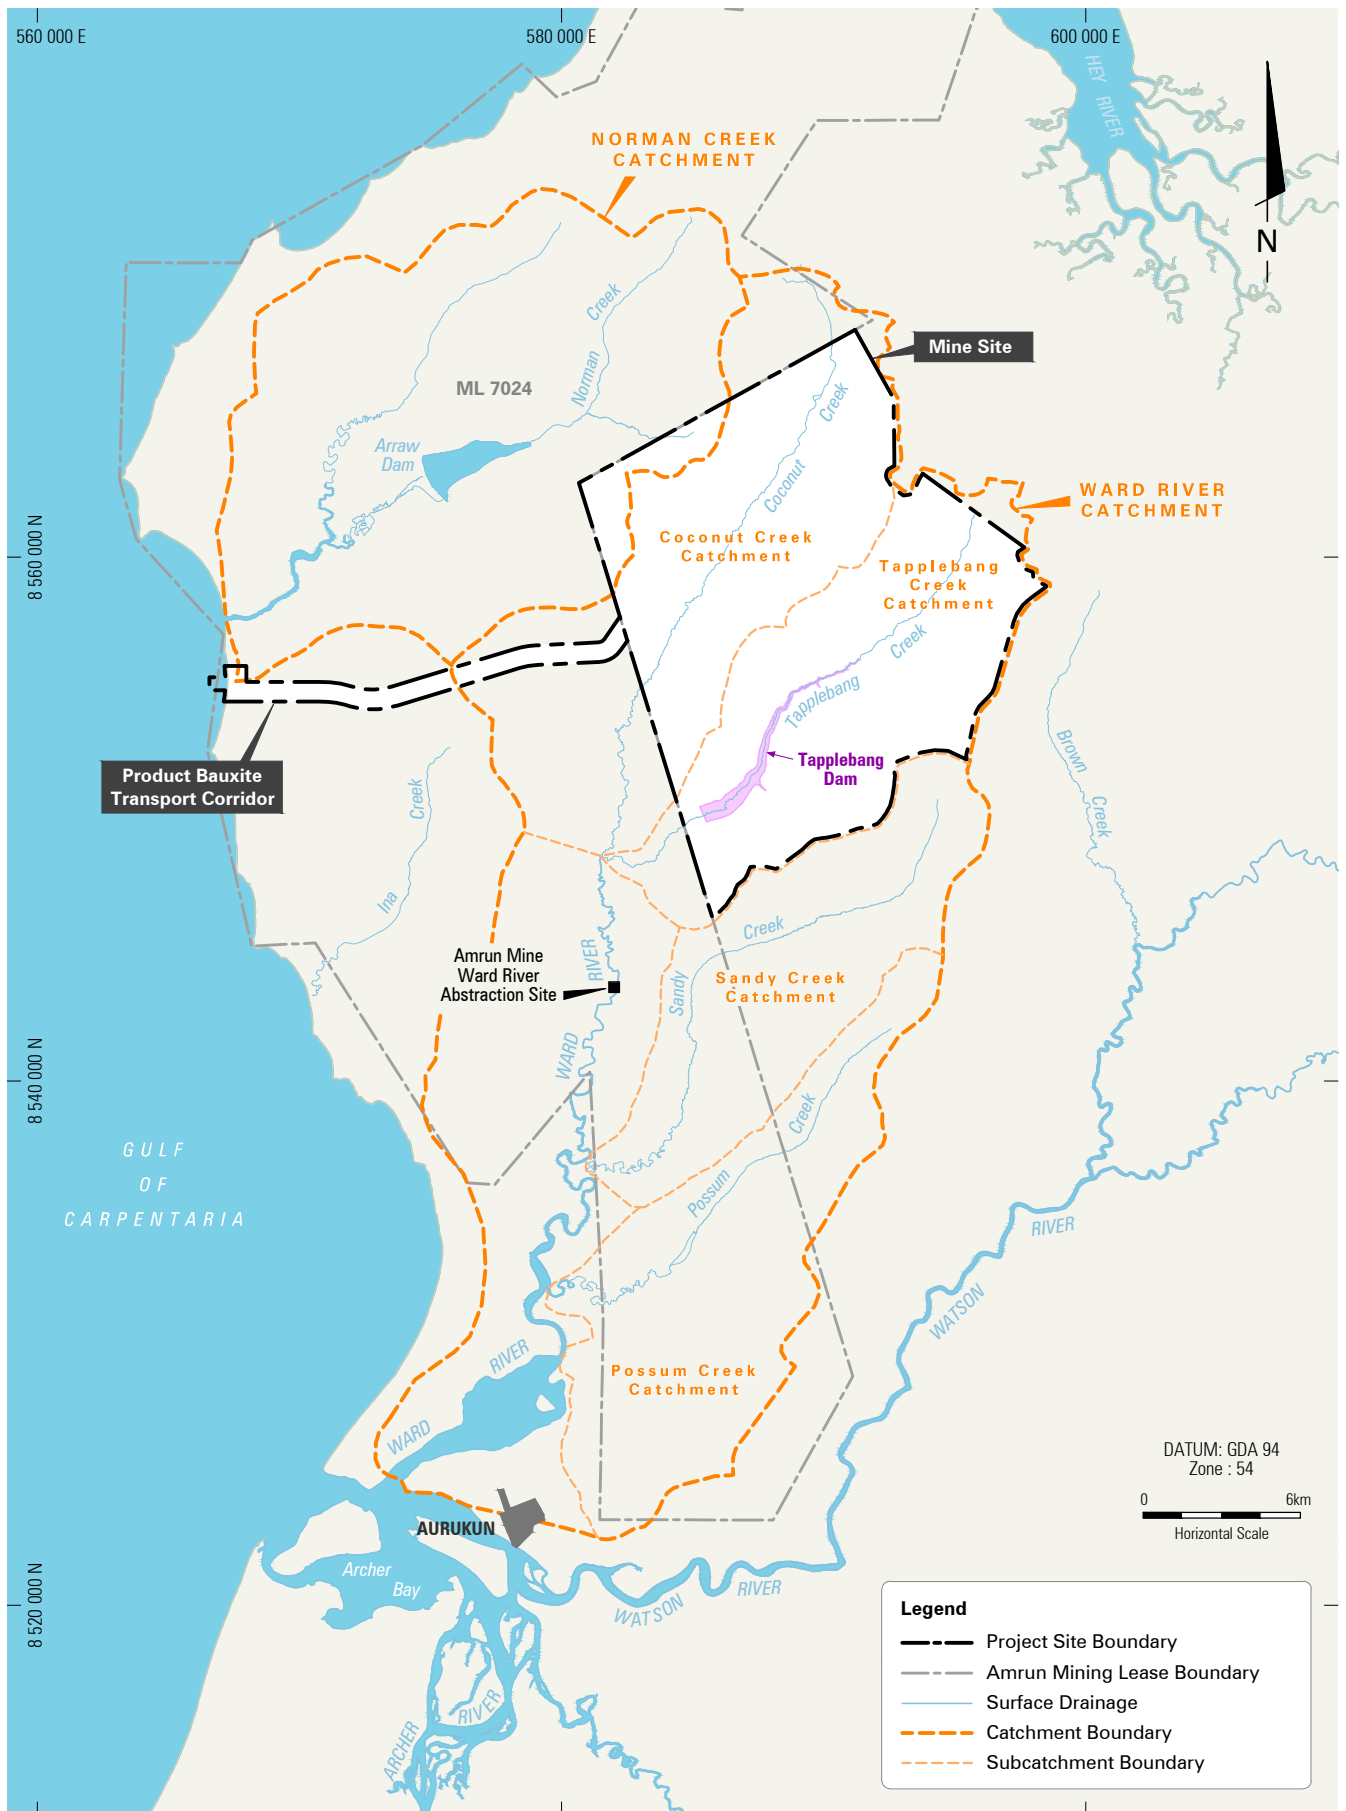 560 000 E
580 000 E
600 000 E
HEY
RIVER
NORMAN CREEK
CATCHMENT
N
Creek
Norman
Mine Site
ML 7024
Creek
Arraw
Dam
Coconut
WARD RIVER
CATCHMENT
8 560 000 N
Coconut Creek
Catchment
Tapplebang
Creek
Catchment
Creek
Tapplebang
Tapplebang
Dam
Brown
Creek
Product Bauxite
Transport Corridor
Creek
Ina
Creek
Amrun Mine
Ward River
Abstraction Site
RIVER
WARD
Sandy
Sandy Creek
Catchment
8 540 000 N
Creek
Possum
GULF
OF
CARPENTARIA
RIVER
WATSON
RIVER
WARD
Possum Creek
Catchment
DATUM: GDA 94
Zone : 54
0
6km
Horizontal Scale
AURUKUN
Archer
Bay
8 520 000 N
WATSON
RIVER
RIVER
ARCHER
Legend
Project Site Boundary
Amrun Mining Lease Boundary
Surface Drainage
Catchment Boundary
Subcatchment Boundary